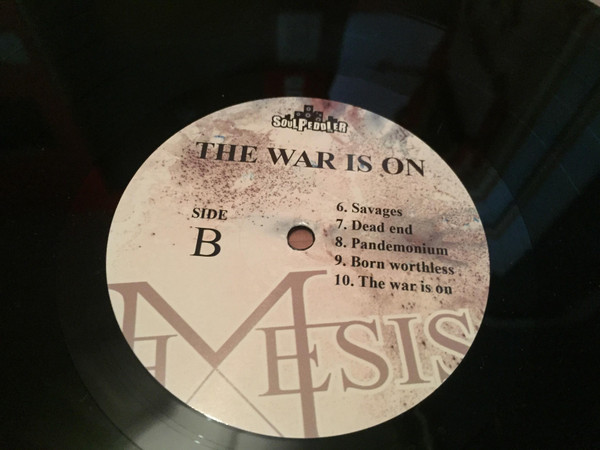 SOULPEDDLER
THE WAR IS ON
SIDE
B
6. Savages
7. Dead end
8. Pandemonium
9. Born worthless
10. The war is on
EMESIS